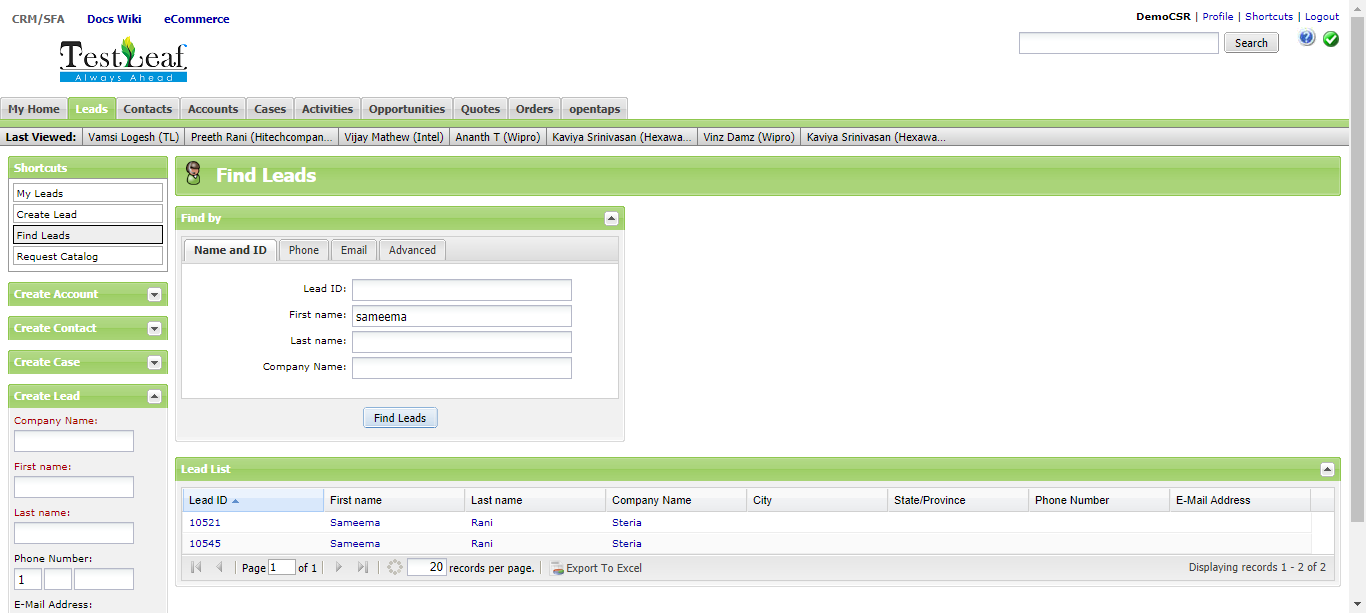 CRM/SFA Docs Wiki eCommerce
DemoCSR | Profile | Shortcuts | Logout
Search
TestLeaf
Always Ahead
My Home Leads Contacts Accounts Cases Activities Opportunities Quotes Orders opentaps
Last Viewed: Vamsi Logesh (TL) Preeth Rani (Hitechcompan... Vijay Mathew (Intel) Ananth T (Wipro) Kaviya Srinivasan (Hexawa... Vinz Damz (Wipro) Kaviya Srinivasan (Hexawa...
Shortcuts
My Leads
Create Lead
Find Leads
Request Catalog
Create Account
Create Contact
Create Case
Create Lead
Company Name:
First name:
Last name:
Phone Number:
1
E-Mail Address:
Find Leads
Find by
Name and ID Phone Email Advanced
Lead ID:
First name: sameema
Last name:
Company Name:
Find Leads
Lead List
Lead ID First name Last name Company Name City State/Province Phone Number E-Mail Address
10521 Sameema Rani Steria
10545 Sameema Rani Steria
Page 1 of 1 20 records per page. Export To Excel Displaying records 1 - 2 of 2